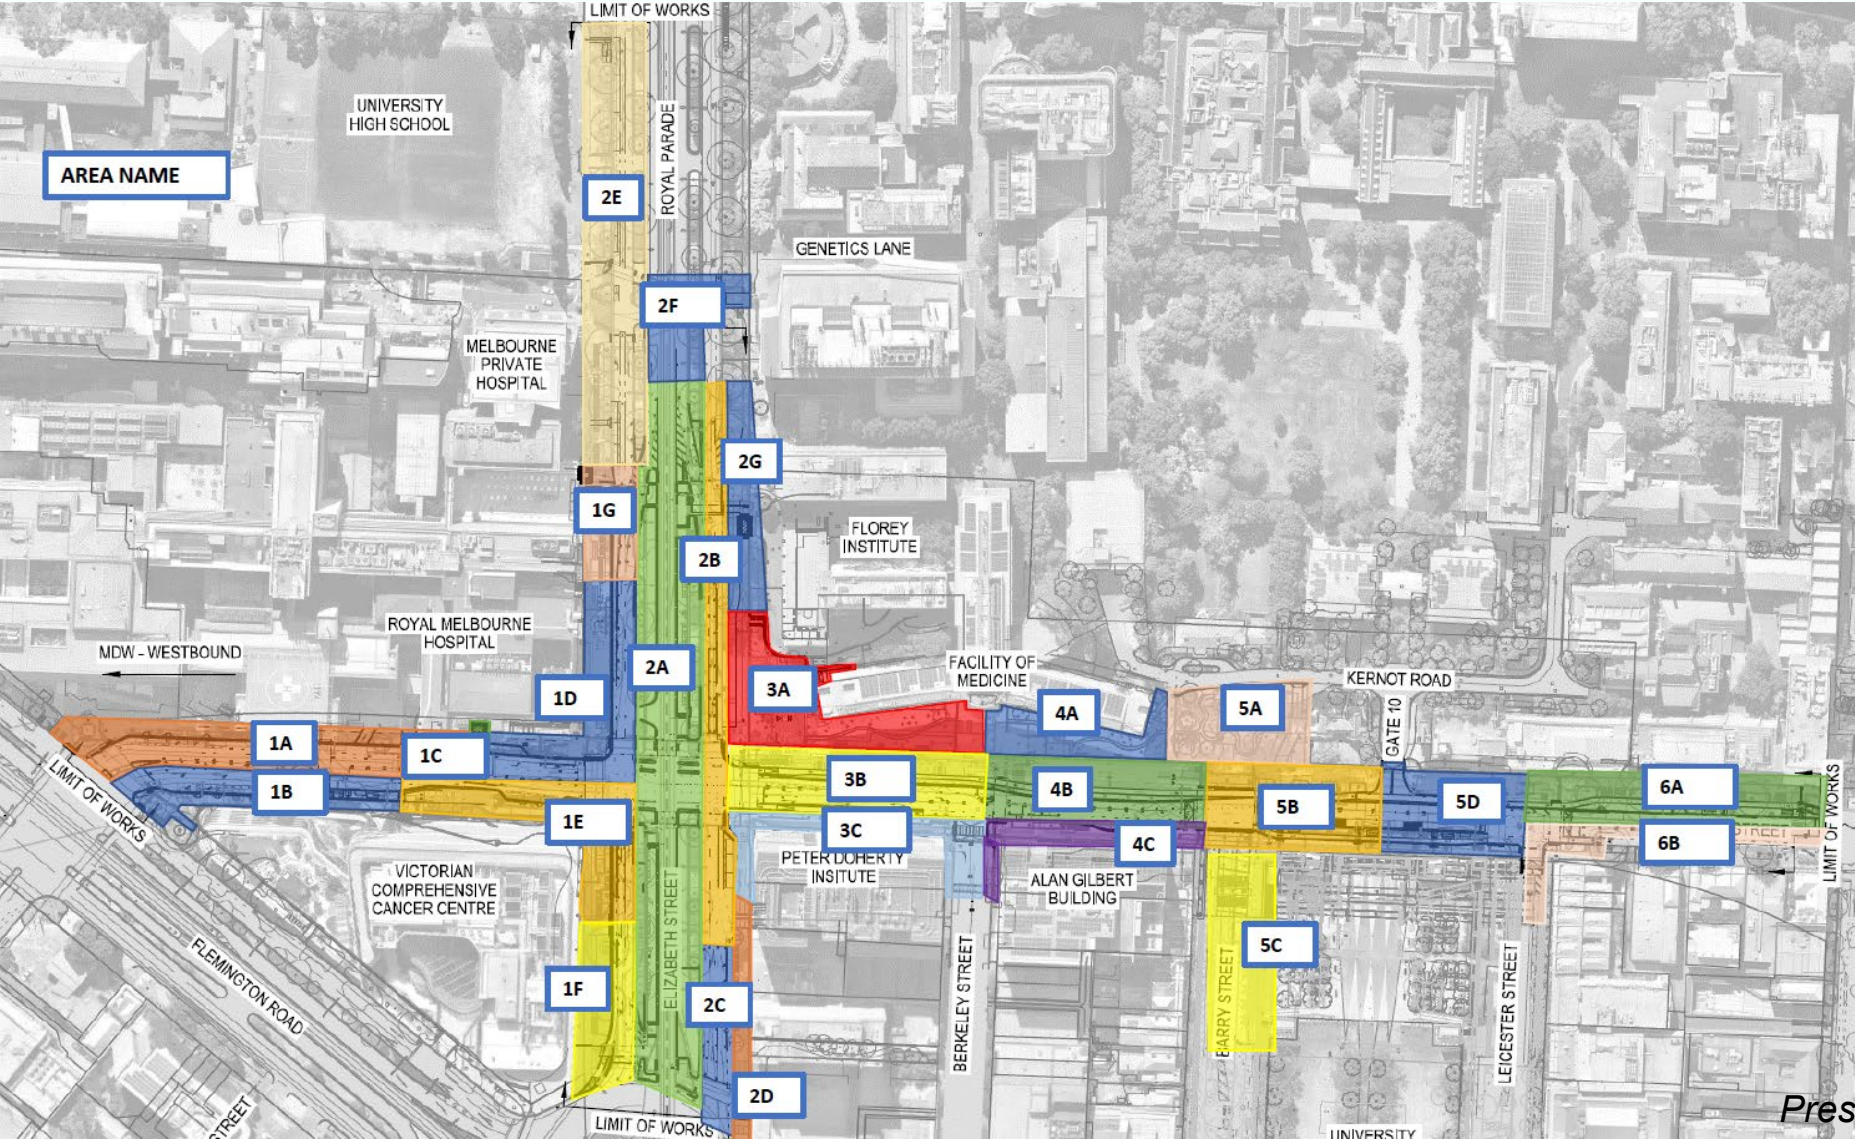 LIMIT OF WORKS
UNIVERSITY
HIGH SCHOOL
ROYAL PARADE
AREA NAME
2E
GENETICS LANE
2F
MELBOURNE
PRIVATE
HOSPITAL
2G
1G
FLOREY
INSTITUTE
2B
ROYAL MELBOURNE
HOSPITAL
MDW - WESTBOUND
2A
FACILITY OF
MEDICINE
KERNOT ROAD
3A
1D
4A
5A
GATE 10
1A
1C
3B
4B
6A
1B
5B
5D
LIMIT OF WORKS
LIMIT OF WORKS
1E
3C
4C
6B
STREET
PETER DOHERTY
INSITUTE
VICTORIAN
COMPREHENSIVE
CANCER CENTRE
ALAN GILBERT
BUILDING
ELIZABETH STREET
5C
FLEMINGTON ROAD
1F
2C
BERKELEY STREET
BARRY STREET
LEICESTER STREET
2D
STREET
LIMIT OF WORKS
UNIVERSITY
Pres